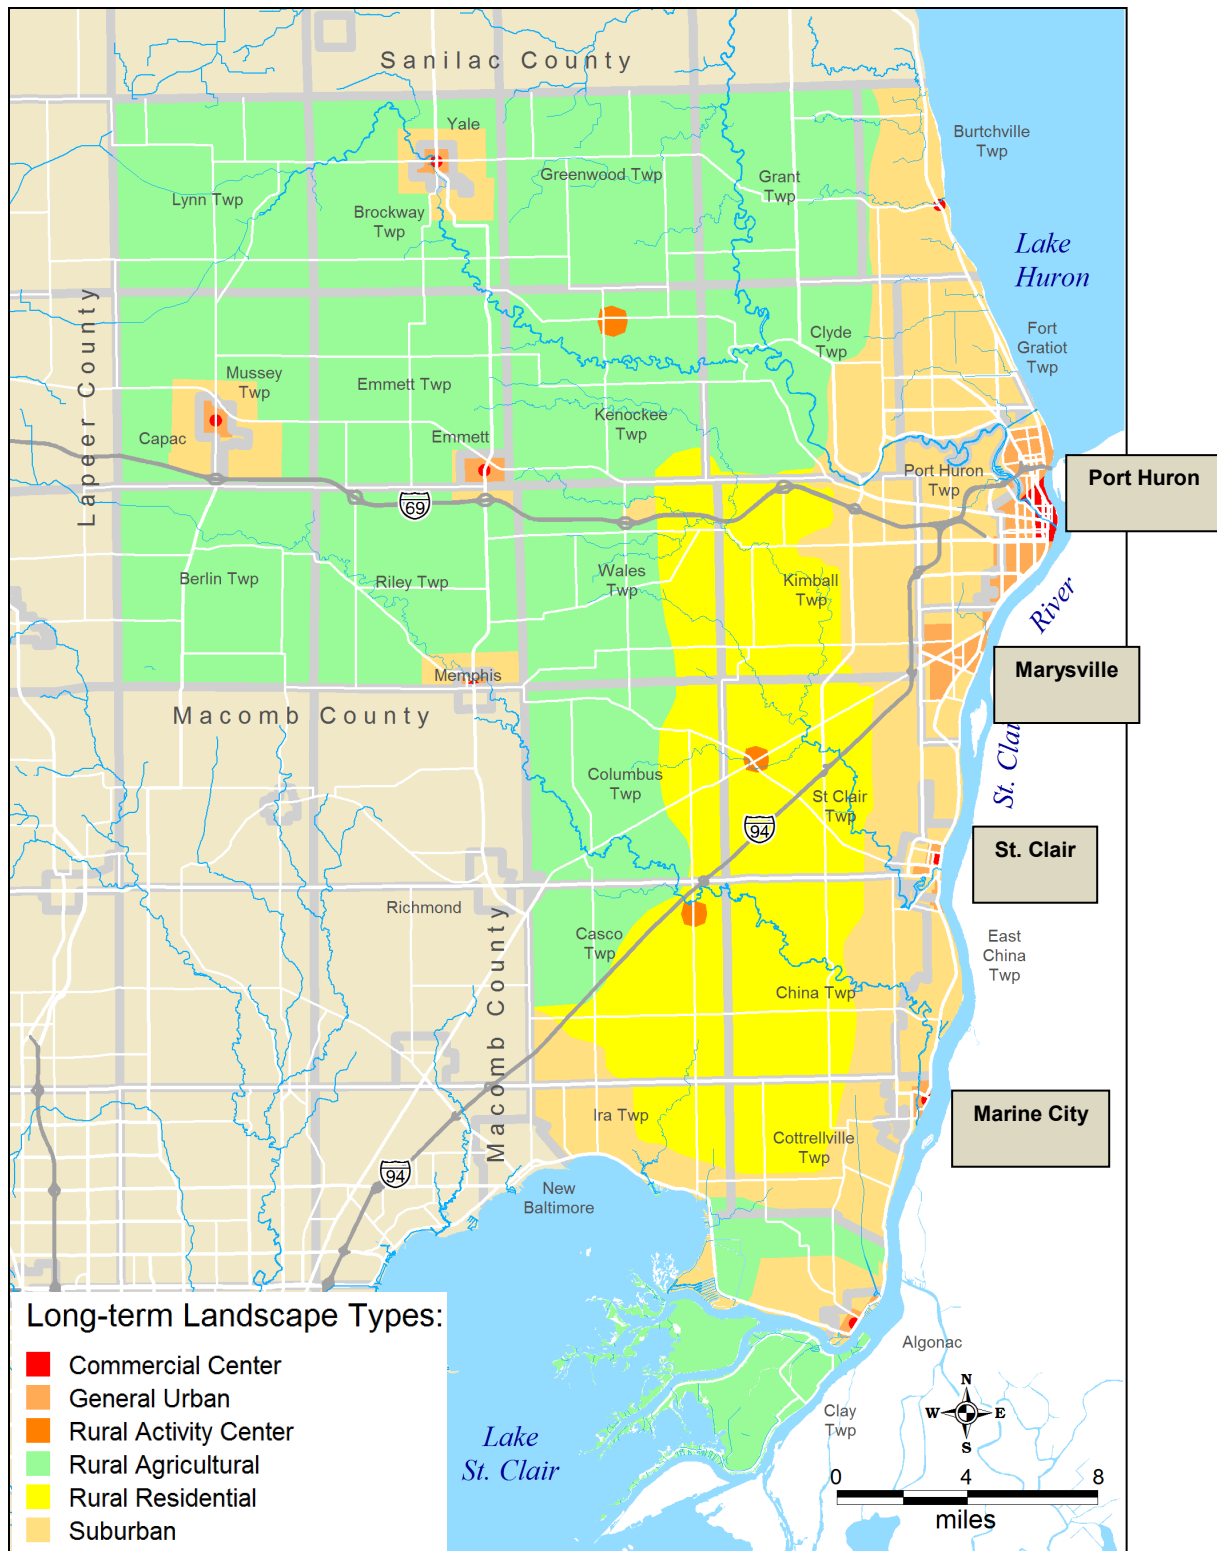 Sanilac County
Yale
Burtchville
Twp
Greenwood Twp
Grant
Twp
Lynn Twp
Brockway
Twp
Lake
Huron
Lapeer County
Fort
Gratiot
Twp
Clyde
Twp
Mussey
Twp
Emmett Twp
Kenockee
Twp
Capac
Emmett
Port Huron
Twp
Port Huron
69
Berlin Twp
Riley Twp
Wales
Twp
Kimball
Twp
River
Memphis
Marysville
Macomb County
St. Clair
Columbus
Twp
St Clair
Twp
94
St. Clair
Richmond
Macomb County
Casco
Twp
East
China
Twp
China Twp
Ira Twp
Marine City
Cottrellville
Twp
94
New
Baltimore
Long-term Landscape Types:
Commercial Center
General Urban
Rural Activity Center
Rural Agricultural
Rural Residential
Suburban
Algonac
Clay
Twp
Lake
St. Clair
N
W E
S
0 4 8
miles